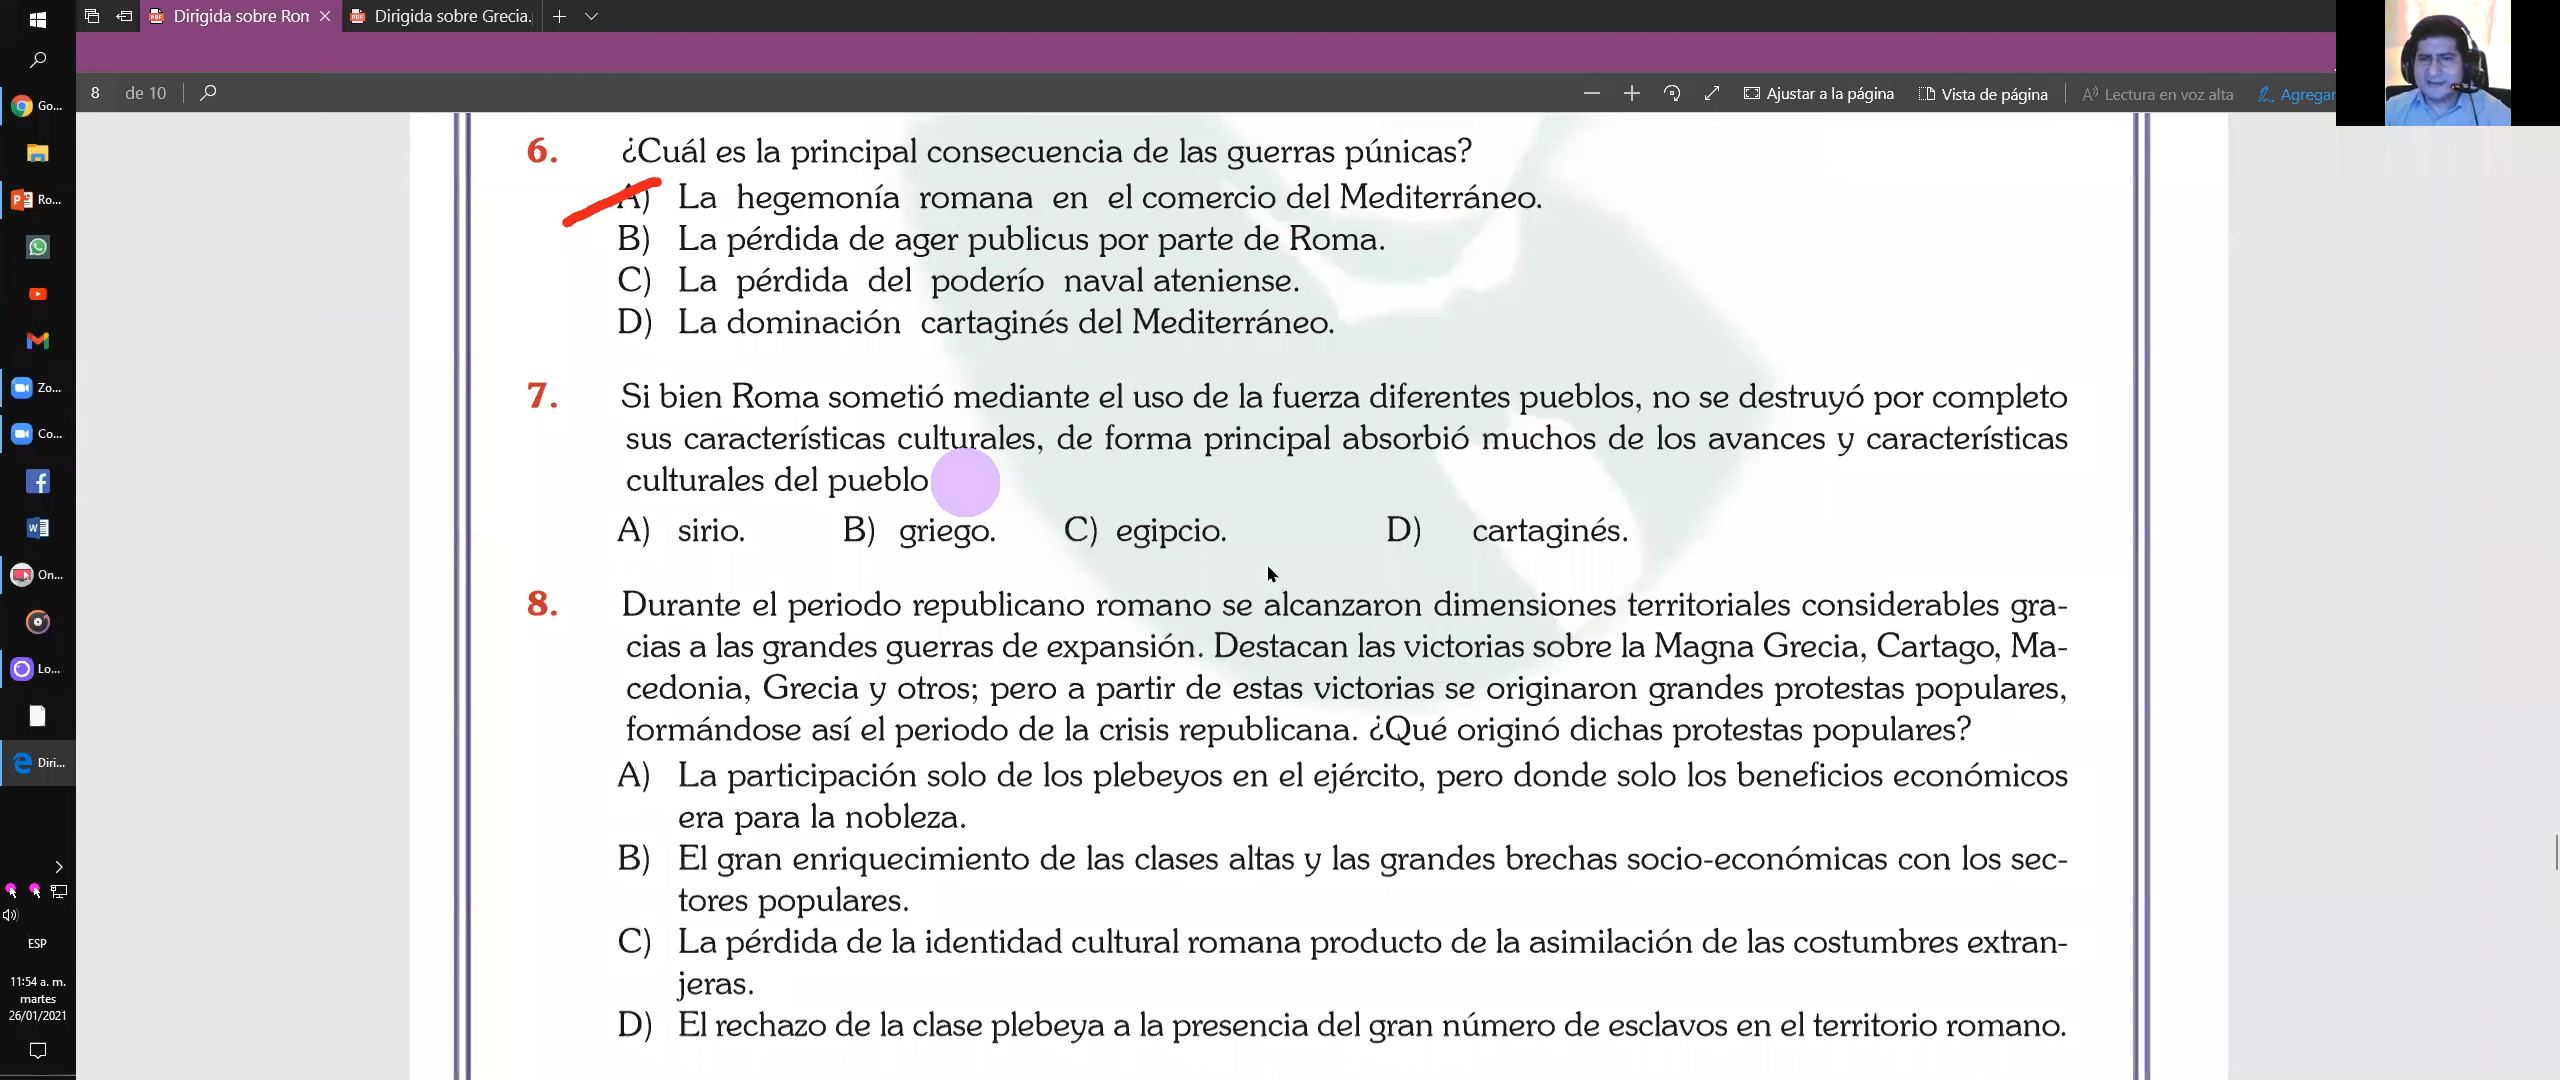 Dirigida sobre Ron
Dirigida sobre Grecia.
8 de 10
Ajustar a la página
Vista de página
Lectura en voz alta
Agregar
Go...
Ro...
Zo...
Co...
On...
Lo...
Diri...
ESP
11:54 a. m.
martes
26/01/2021
6. ¿Cuál es la principal consecuencia de las guerras púnicas?
A) La hegemonía romana en el comercio del Mediterráneo.
B) La pérdida de ager publicus por parte de Roma.
C) La pérdida del poderío naval ateniense.
D) La dominación cartaginés del Mediterráneo.
7. Si bien Roma sometió mediante el uso de la fuerza diferentes pueblos, no se destruyó por completo
sus características culturales, de forma principal absorbió muchos de los avances y características
culturales del pueblo
A) sirio. B) griego. C) egipcio. D) cartaginés.
8. Durante el periodo republicano romano se alcanzaron dimensiones territoriales considerables gra-
cias a las grandes guerras de expansión. Destacan las victorias sobre la Magna Grecia, Cartago, Ma-
cedonia, Grecia y otros; pero a partir de estas victorias se originaron grandes protestas populares,
formándose así el periodo de la crisis republicana. ¿Qué originó dichas protestas populares?
A) La participación solo de los plebeyos en el ejército, pero donde solo los beneficios económicos
era para la nobleza.
B) El gran enriquecimiento de las clases altas y las grandes brechas socio-económicas con los sec-
tores populares.
C) La pérdida de la identidad cultural romana producto de la asimilación de las costumbres extran-
jeras.
D) El rechazo de la clase plebeya a la presencia del gran número de esclavos en el territorio romano.